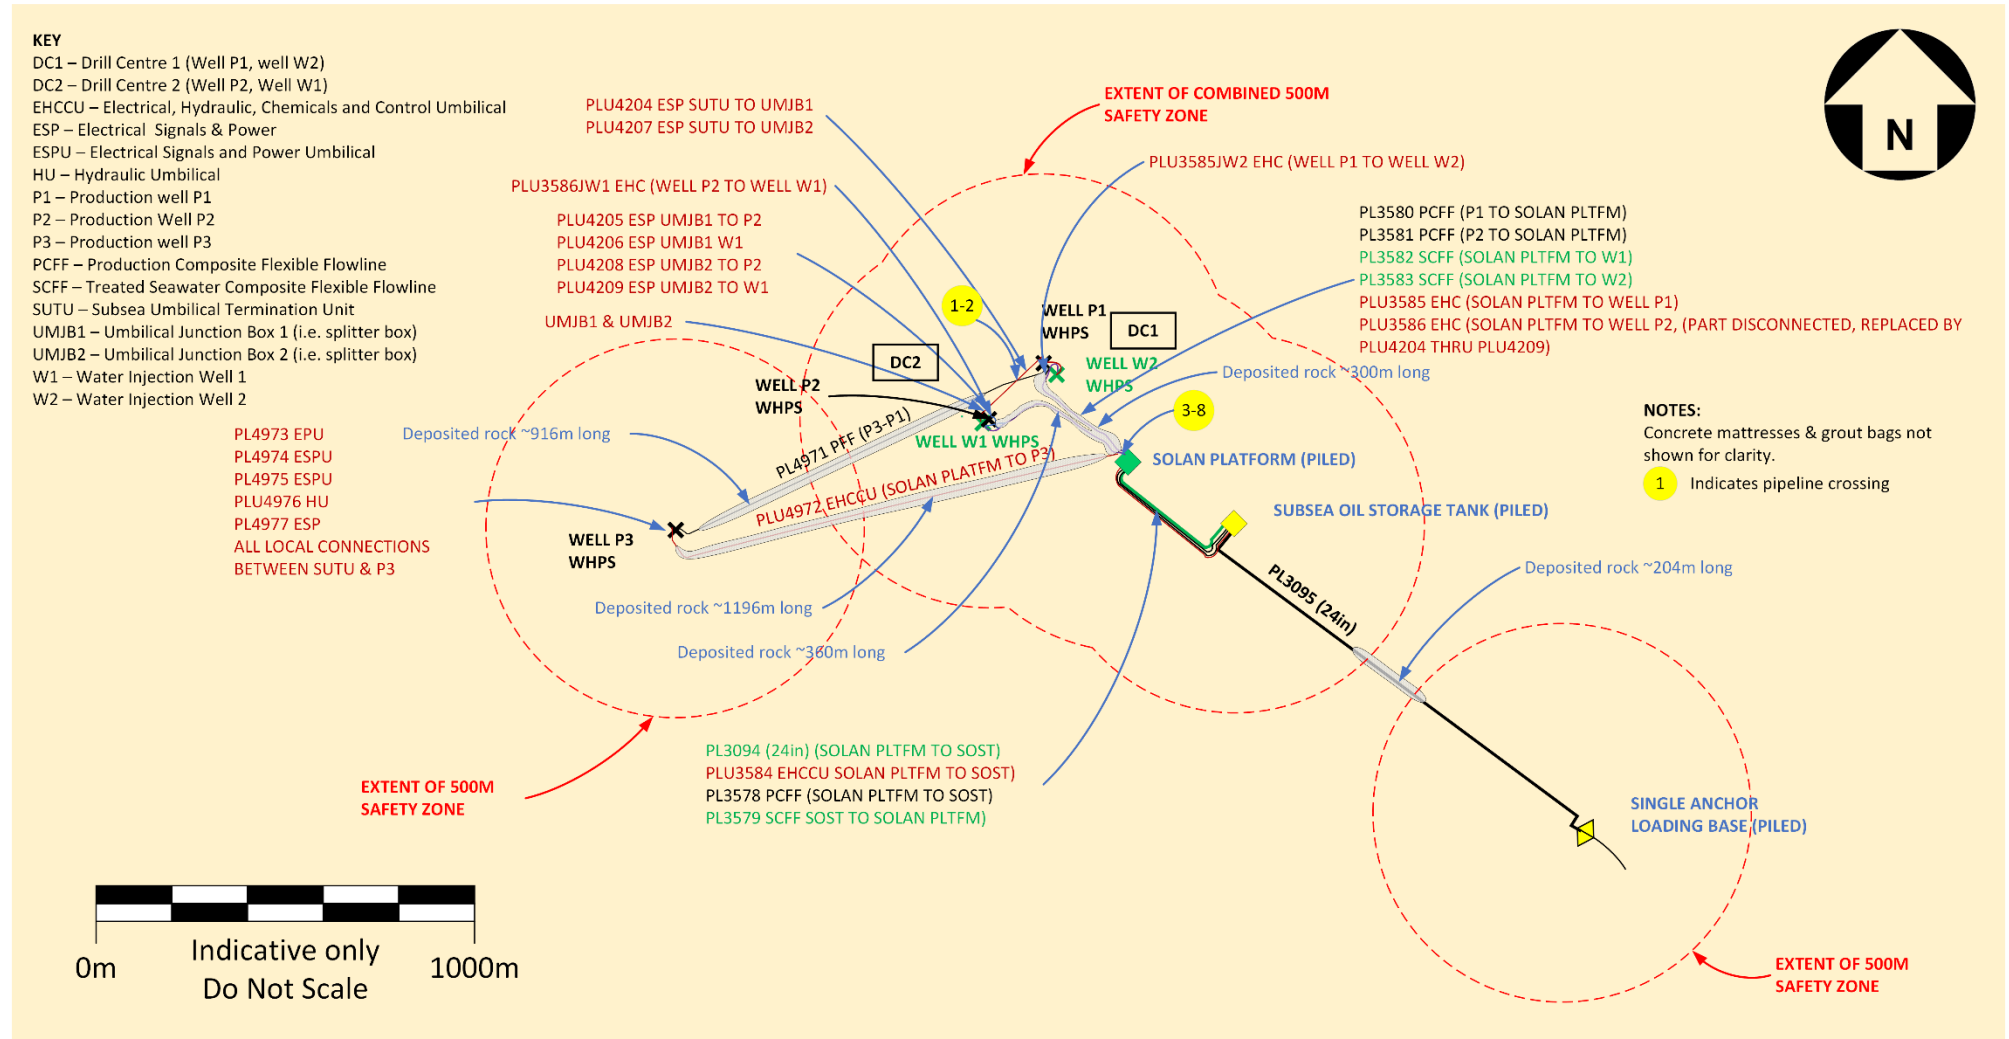 KEY
DC1 – Drill Centre 1 (Well P1, well W2)
DC2 – Drill Centre 2 (Well P2, Well W1)
EHCCU – Electrical, Hydraulic, Chemicals and Control Umbilical
ESP – Electrical Signals & Power
ESPU – Electrical Signals and Power Umbilical
HU – Hydraulic Umbilical
P1 – Production well P1
P2 – Production Well P2
P3 – Production well P3
PCFF – Production Composite Flexible Flowline
SCFF – Treated Seawater Composite Flexible Flowline
SUTU – Subsea Umbilical Termination Unit
UMJB1 – Umbilical Junction Box 1 (i.e. splitter box)
UMJB2 – Umbilical Junction Box 2 (i.e. splitter box)
W1 – Water Injection Well 1
W2 – Water Injection Well 2
PLU4204 ESP SUTU TO UMJB1
PLU4207 ESP SUTU TO UMJB2
PLU3586JW1 EHC (WELL P2 TO WELL W1)
PLU4205 ESP UMJB1 TO P2
PLU4206 ESP UMJB1 W1
PLU4208 ESP UMJB2 TO P2
PLU4209 ESP UMJB2 TO W1
UMJB1 & UMJB2
EXTENT OF COMBINED 500M
SAFETY ZONE
PLU3585JW2 EHC (WELL P1 TO WELL W2)
N
PL3580 PCFF (P1 TO SOLAN PLTFM)
PL3581 PCFF (P2 TO SOLAN PLTFM)
PL3582 SCFF (SOLAN PLTFM TO W1)
PL3583 SCFF (SOLAN PLTFM TO W2)
PLU3585 EHC (SOLAN PLTFM TO WELL P1)
PLU3586 EHC (SOLAN PLTFM TO WELL P2, (PART DISCONNECTED, REPLACED BY
PLU4204 THRU PLU4209)
1-2
WELL P1
WHPS
DC1
DC2
WELL W2
WHPS
WELL P2
WHPS
WELL W1 WHPS
Deposited rock ~300m long
3-8
SOLAN PLATFORM (PILED)
SUBSEA OIL STORAGE TANK (PILED)
NOTES:
Concrete mattresses & grout bags not
shown for clarity.
1 Indicates pipeline crossing
PL4973 EPU
PL4974 ESPU
PL4975 ESPU
PLU4976 HU
PL4977 ESP
ALL LOCAL CONNECTIONS
BETWEEN SUTU & P3
Deposited rock ~916m long
PL4971 PFF (P3-P1)
PLU4972 EHCCU (SOLAN PLATFM TO P3)
WELL P3
WHPS
Deposited rock ~1196m long
Deposited rock ~360m long
PL3095 (24in)
Deposited rock ~204m long
PL3094 (24in) (SOLAN PLTFM TO SOST)
PLU3584 EHCCU SOLAN PLTFM TO SOST)
PL3578 PCFF (SOLAN PLTFM TO SOST)
PL3579 SCFF SOST TO SOLAN PLTFM)
EXTENT OF 500M
SAFETY ZONE
SINGLE ANCHOR
LOADING BASE (PILED)
EXTENT OF 500M
SAFETY ZONE
0m
Indicative only
Do Not Scale
1000m